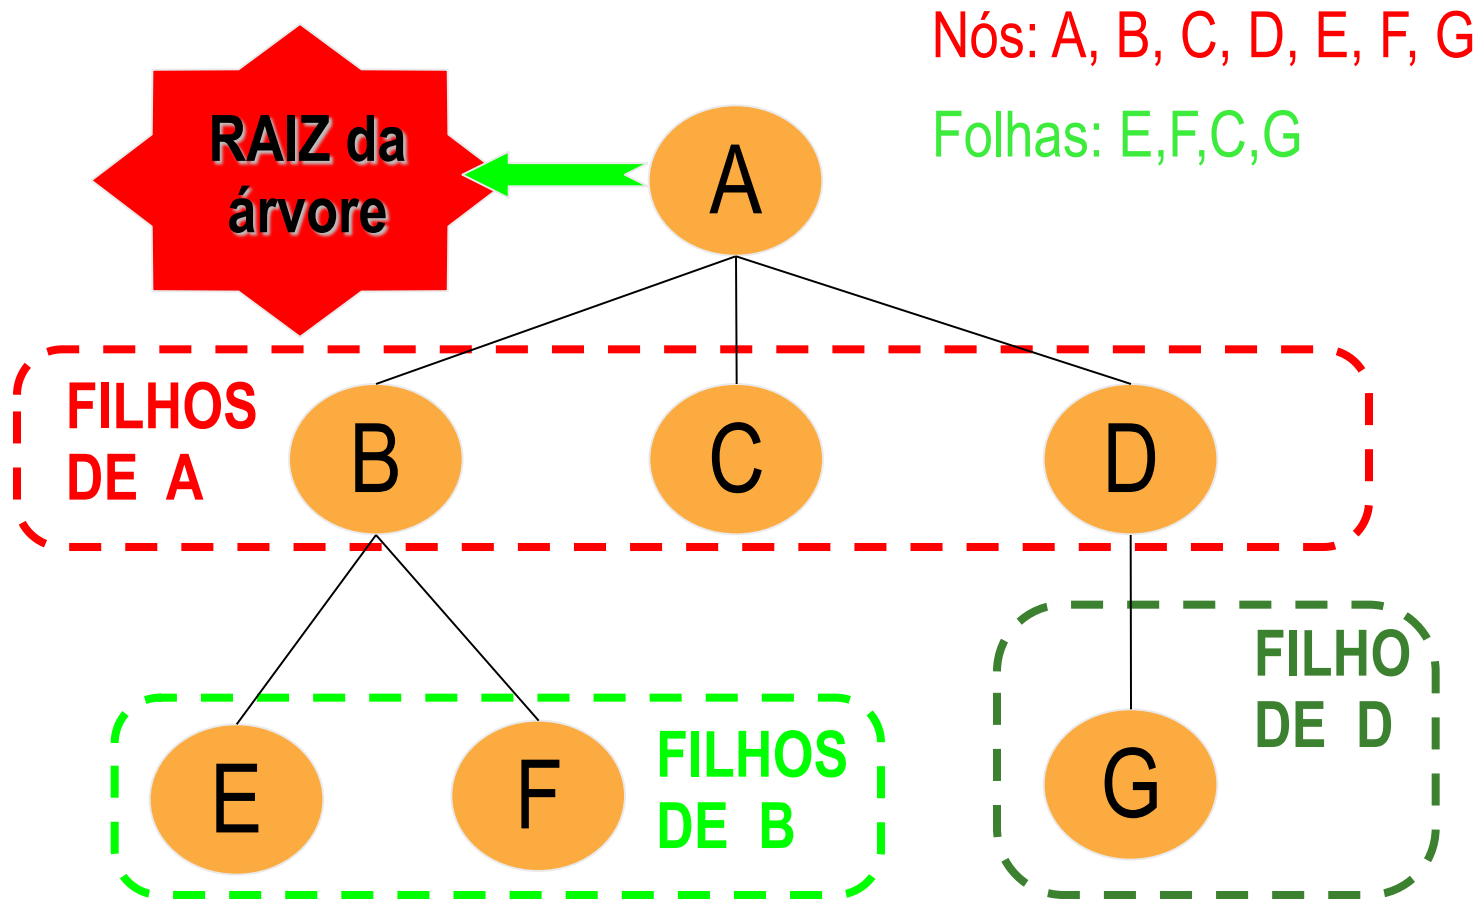 Nós: A, B, C, D, E, F, G
RAIZ da
árvore
A
Folhas: E,F,C,G
FILHOS
DE A
B
C
D
FILHO
DE D
E
F
FILHOS
DE B
G